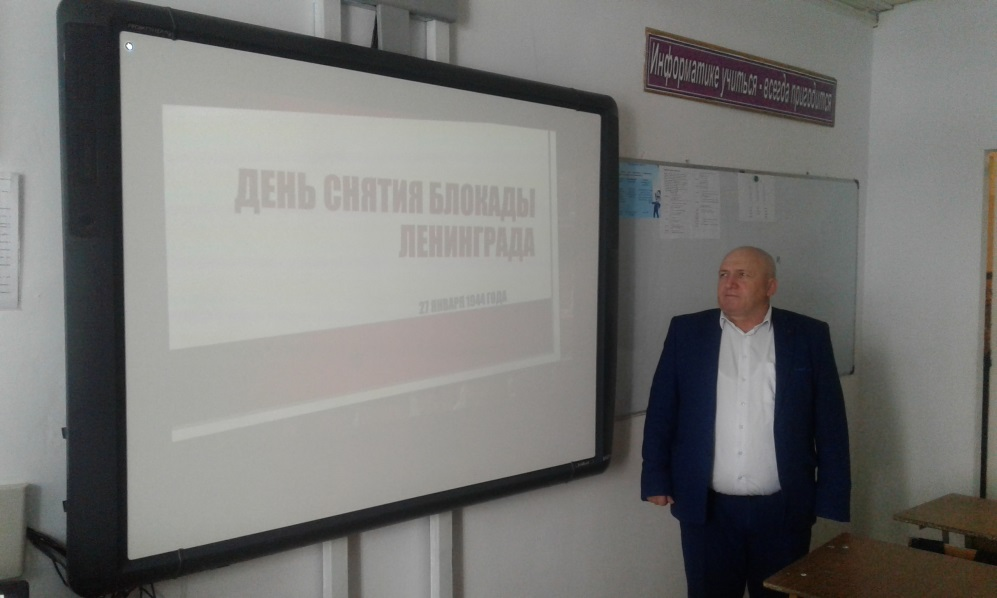 ДЕНЬ СНЯТИЯ БЛОКАДЫ
ЛЕНИНГРАДА
27 ЯНВАРЯ 1944 ГОДА
Информатике учиться - всегда пригодится